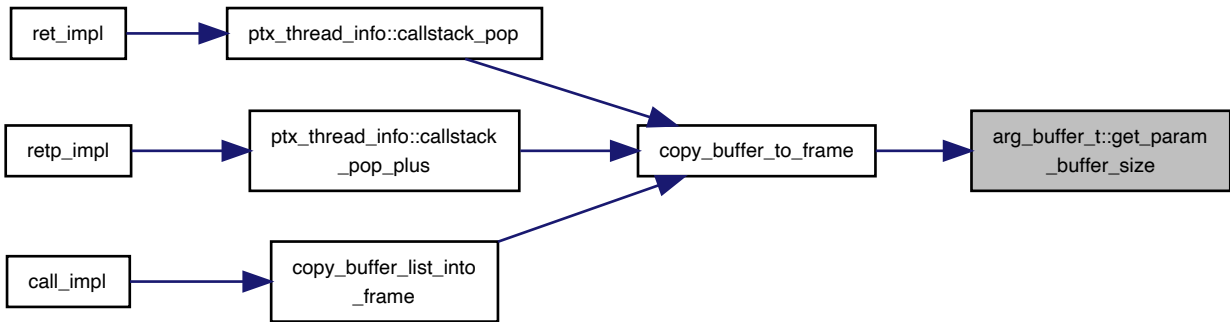 ret_impl
ptx_thread_info::callstack_pop
retp_impl
ptx_thread_info::callstack
_pop_plus
copy_buffer_to_frame
arg_buffer_t::get_param
_buffer_size
call_impl
copy_buffer_list_into
_frame